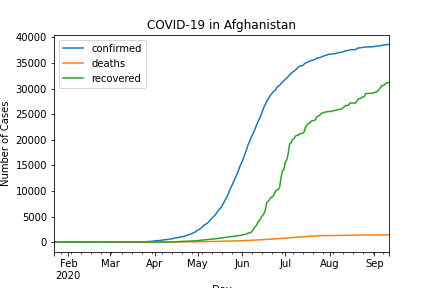 COVID-19 in Afghanistan
confirmed
deaths
recovered
Number of Cases
40000
35000
30000
25000
20000
15000
10000
5000
0
Feb Mar Apr May Jun Jul Aug Sep
2020